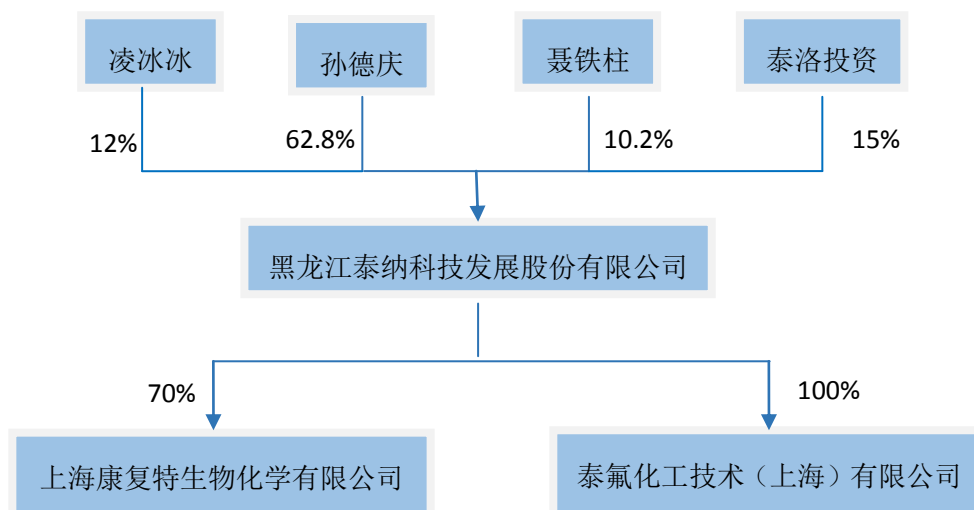 凌冰冰
孙德庆
聂铁柱
泰洛投资
12%
62.8%
10.2%
15%
黑龙江泰纳科技发展股份有限公司
70%
100%
上海康复特生物化学有限公司
泰氟化工技术（上海）有限公司